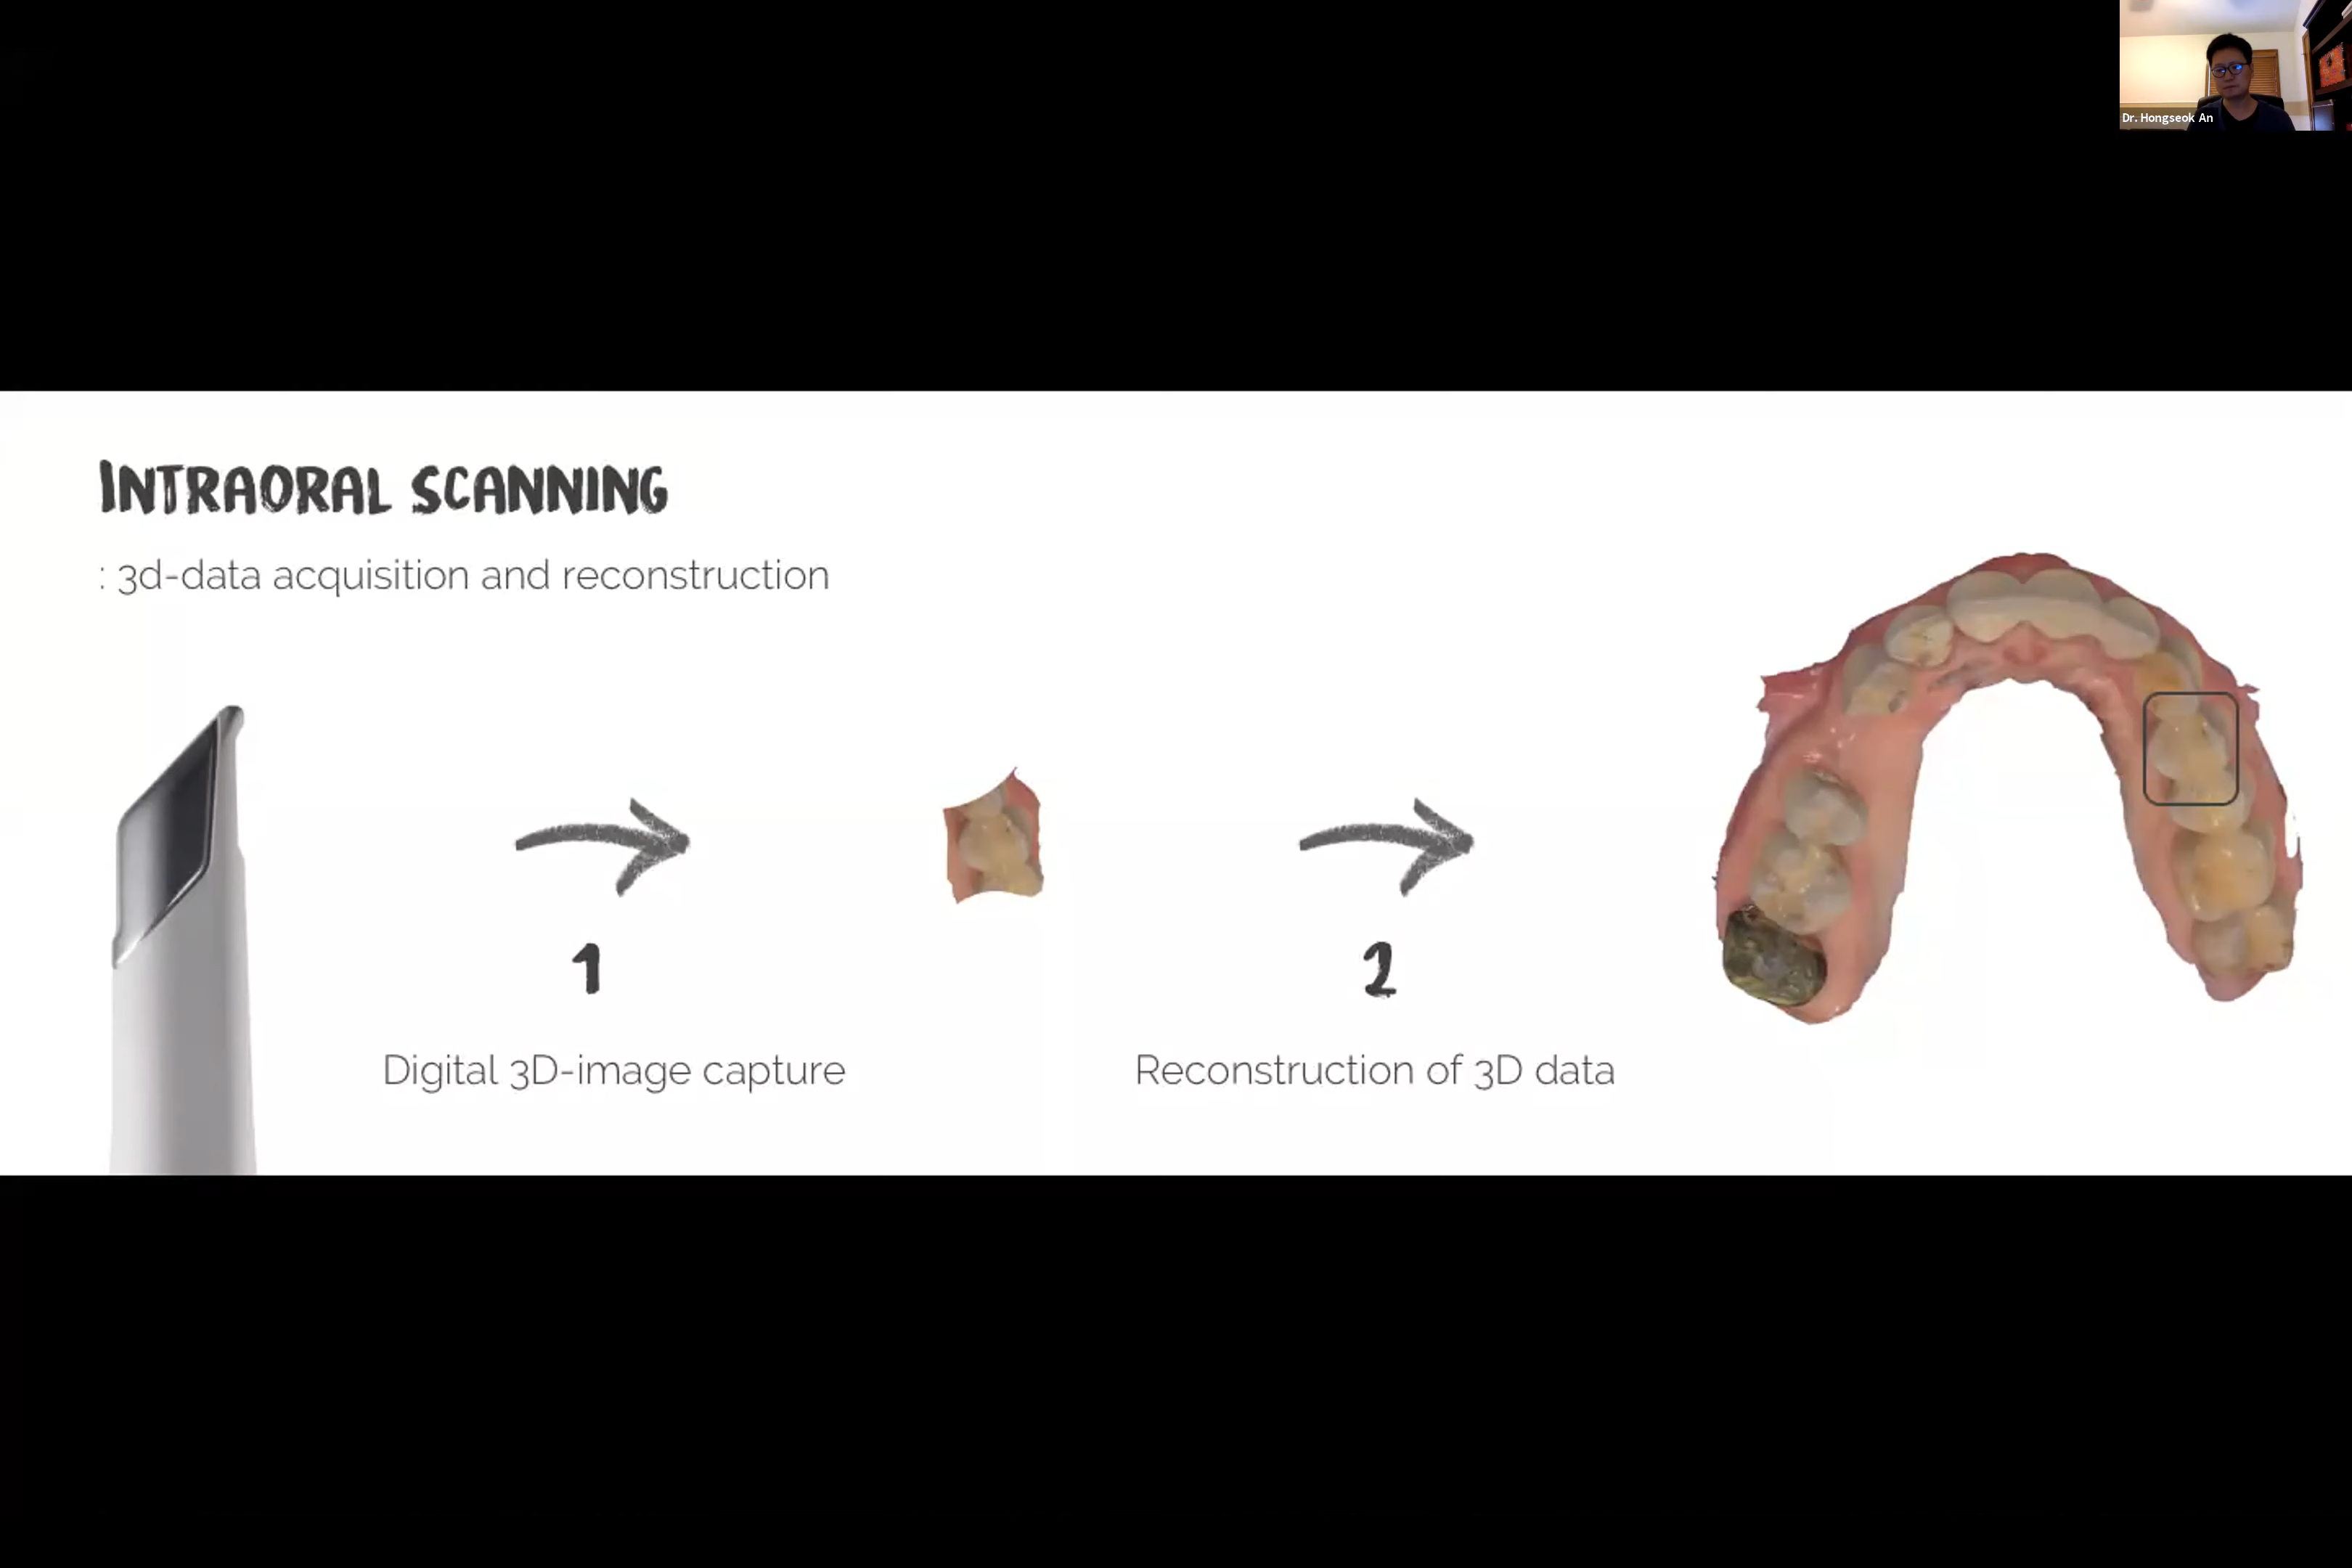 Dr. Hongseok An
INTRAORAL SCANNING
: 3d-data acquisition and reconstruction
1
2
Digital 3D-image capture
Reconstruction of 3D data